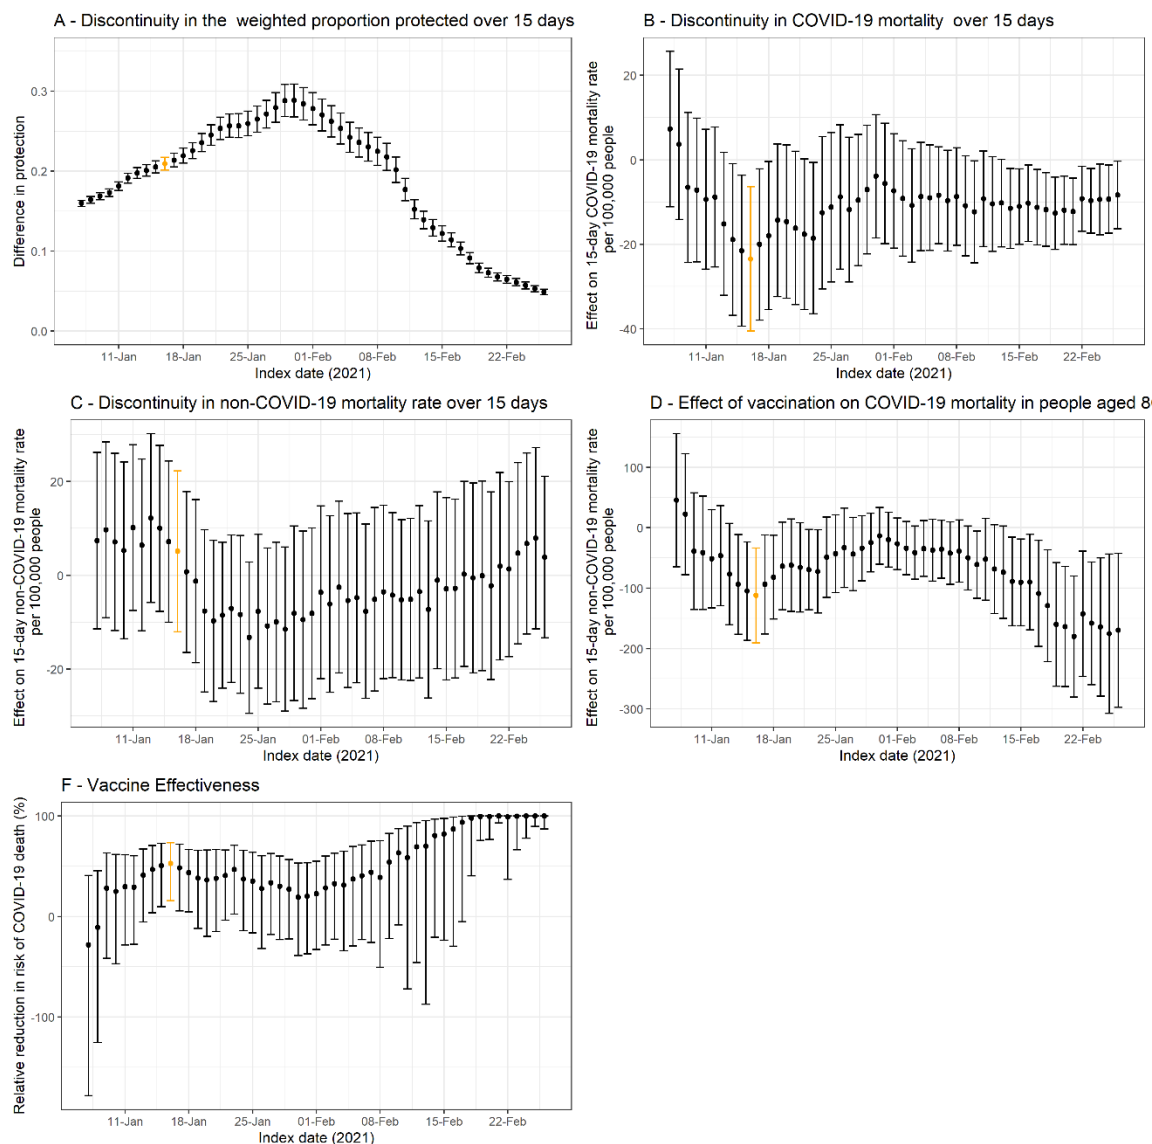 A - Discontinuity in the weighted proportion protected over 15 days
Difference in protection
0.3
0.2
0.1
0.0
11-Jan 18-Jan 25-Jan 01-Feb 08-Feb 15-Feb 22-Feb
Index date (2021)
B - Discontinuity in COVID-19 mortality over 15 days
Effect on 15-day COVID-19 mortality rate
per 100,000 people
20
0
-20
-40
11-Jan 18-Jan 25-Jan 01-Feb 08-Feb 15-Feb 22-Feb
Index date (2021)
C - Discontinuity in non-COVID-19 mortality rate over 15 days
Effect on 15-day non-COVID-19 mortality rate
per 100,000 people
20
0
-20
11-Jan 18-Jan 25-Jan 01-Feb 08-Feb 15-Feb 22-Feb
Index date (2021)
D - Effect of vaccination on COVID-19 mortality in people aged 8
Effect on 15-day non-COVID-19 mortality rate
per 100,000 people
100
0
-100
-200
-300
11-Jan 18-Jan 25-Jan 01-Feb 08-Feb 15-Feb 22-Feb
Index date (2021)
F - Vaccine Effectiveness
Relative reduction in risk of COVID-19 death (%)
100
0
-100
11-Jan 18-Jan 25-Jan 01-Feb 08-Feb 15-Feb 22-Feb
Index date (2021)